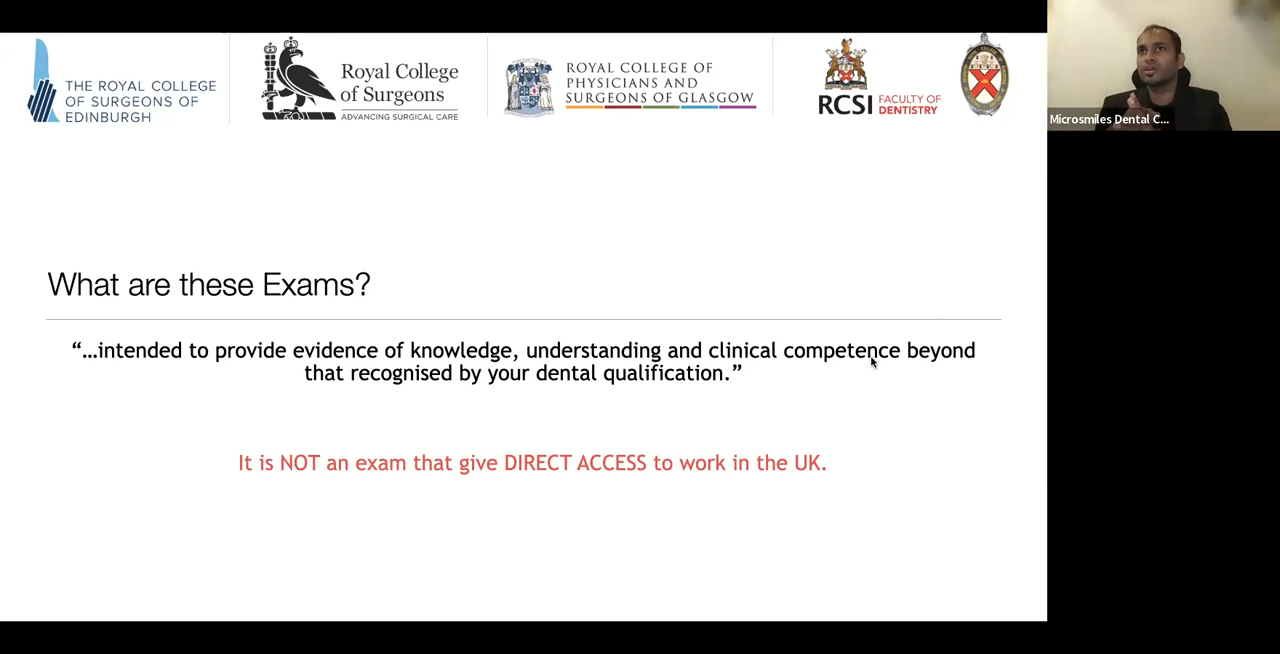 THE ROYAL COLLEGE
OF SURGEONS OF
EDINBURGH
Royal College
of Surgeons
ADVANCING SURGICAL CARE
ROYAL COLLEGE OF
PHYSICIANS AND
SURGEONS OF GLASGOW
RCSI FACULTY OF
DENTISTRY
Microsmiles Dental C...
What are these Exams?
“…intended to provide evidence of knowledge, understanding and clinical competence beyond
that recognised by your dental qualification.”
It is NOT an exam that give DIRECT ACCESS to work in the UK.